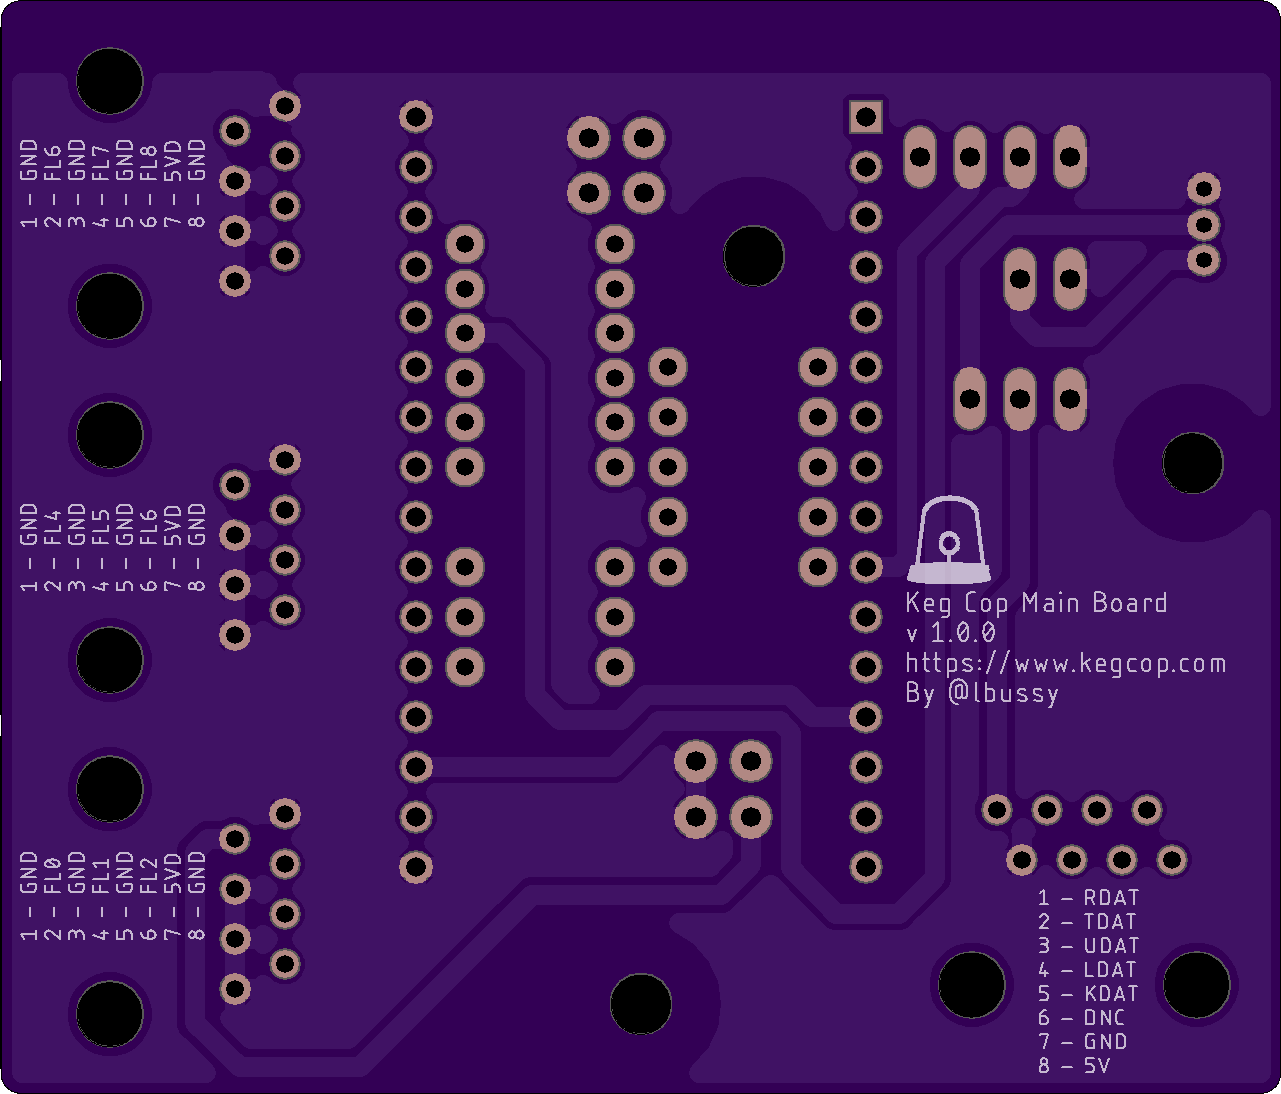 1 - GND
2 - FL6
3 - GND
4 - FL7
5 - GND
6 - FL8
7 - 5VD
8 - GND
1 - GND
2 - FL4
3 - GND
4 - FL5
5 - GND
6 - FL6
7 - 5VD
8 - GND
Keg Cop Main Board
v 1.0.0
https://www.kegcop.com
By @lbussy
1 - GND
2 - FL0
3 - GND
4 - FL1
5 - GND
6 - FL2
7 - 5VD
8 - GND
1 - RDAT
2 - TDAT
3 - UDAT
4 - LDAT
5 - KDAT
6 - DNC
7 - GND
8 - 5V